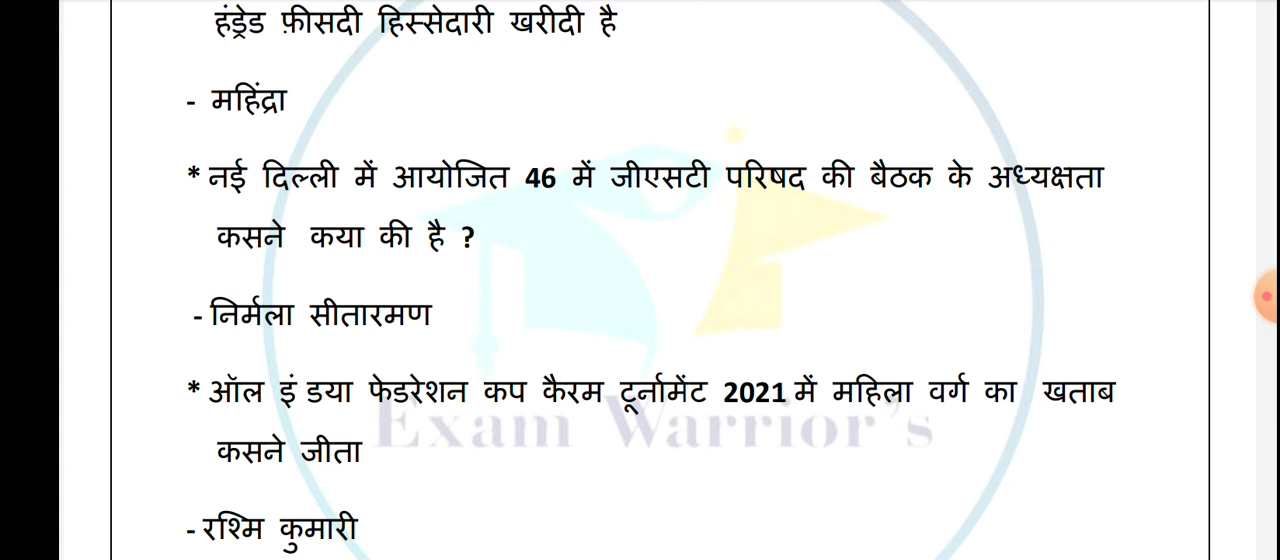 हंड्रेड फ़ीसदी हिस्सेदारी खरीदी है
- महिंद्रा
* नई दिल्ली में आयोजित 46 में जीएसटी परिषद की बैठक के अध्यक्षता
कसने कया की है ?
- निर्मला सीतारमण
* ऑल इं डया फेडरेशन कप कैरम टूर्नामेंट 2021 में महिला वर्ग का खताब
Exam Warrior's
कसने जीता
- रश्मि कुमारी